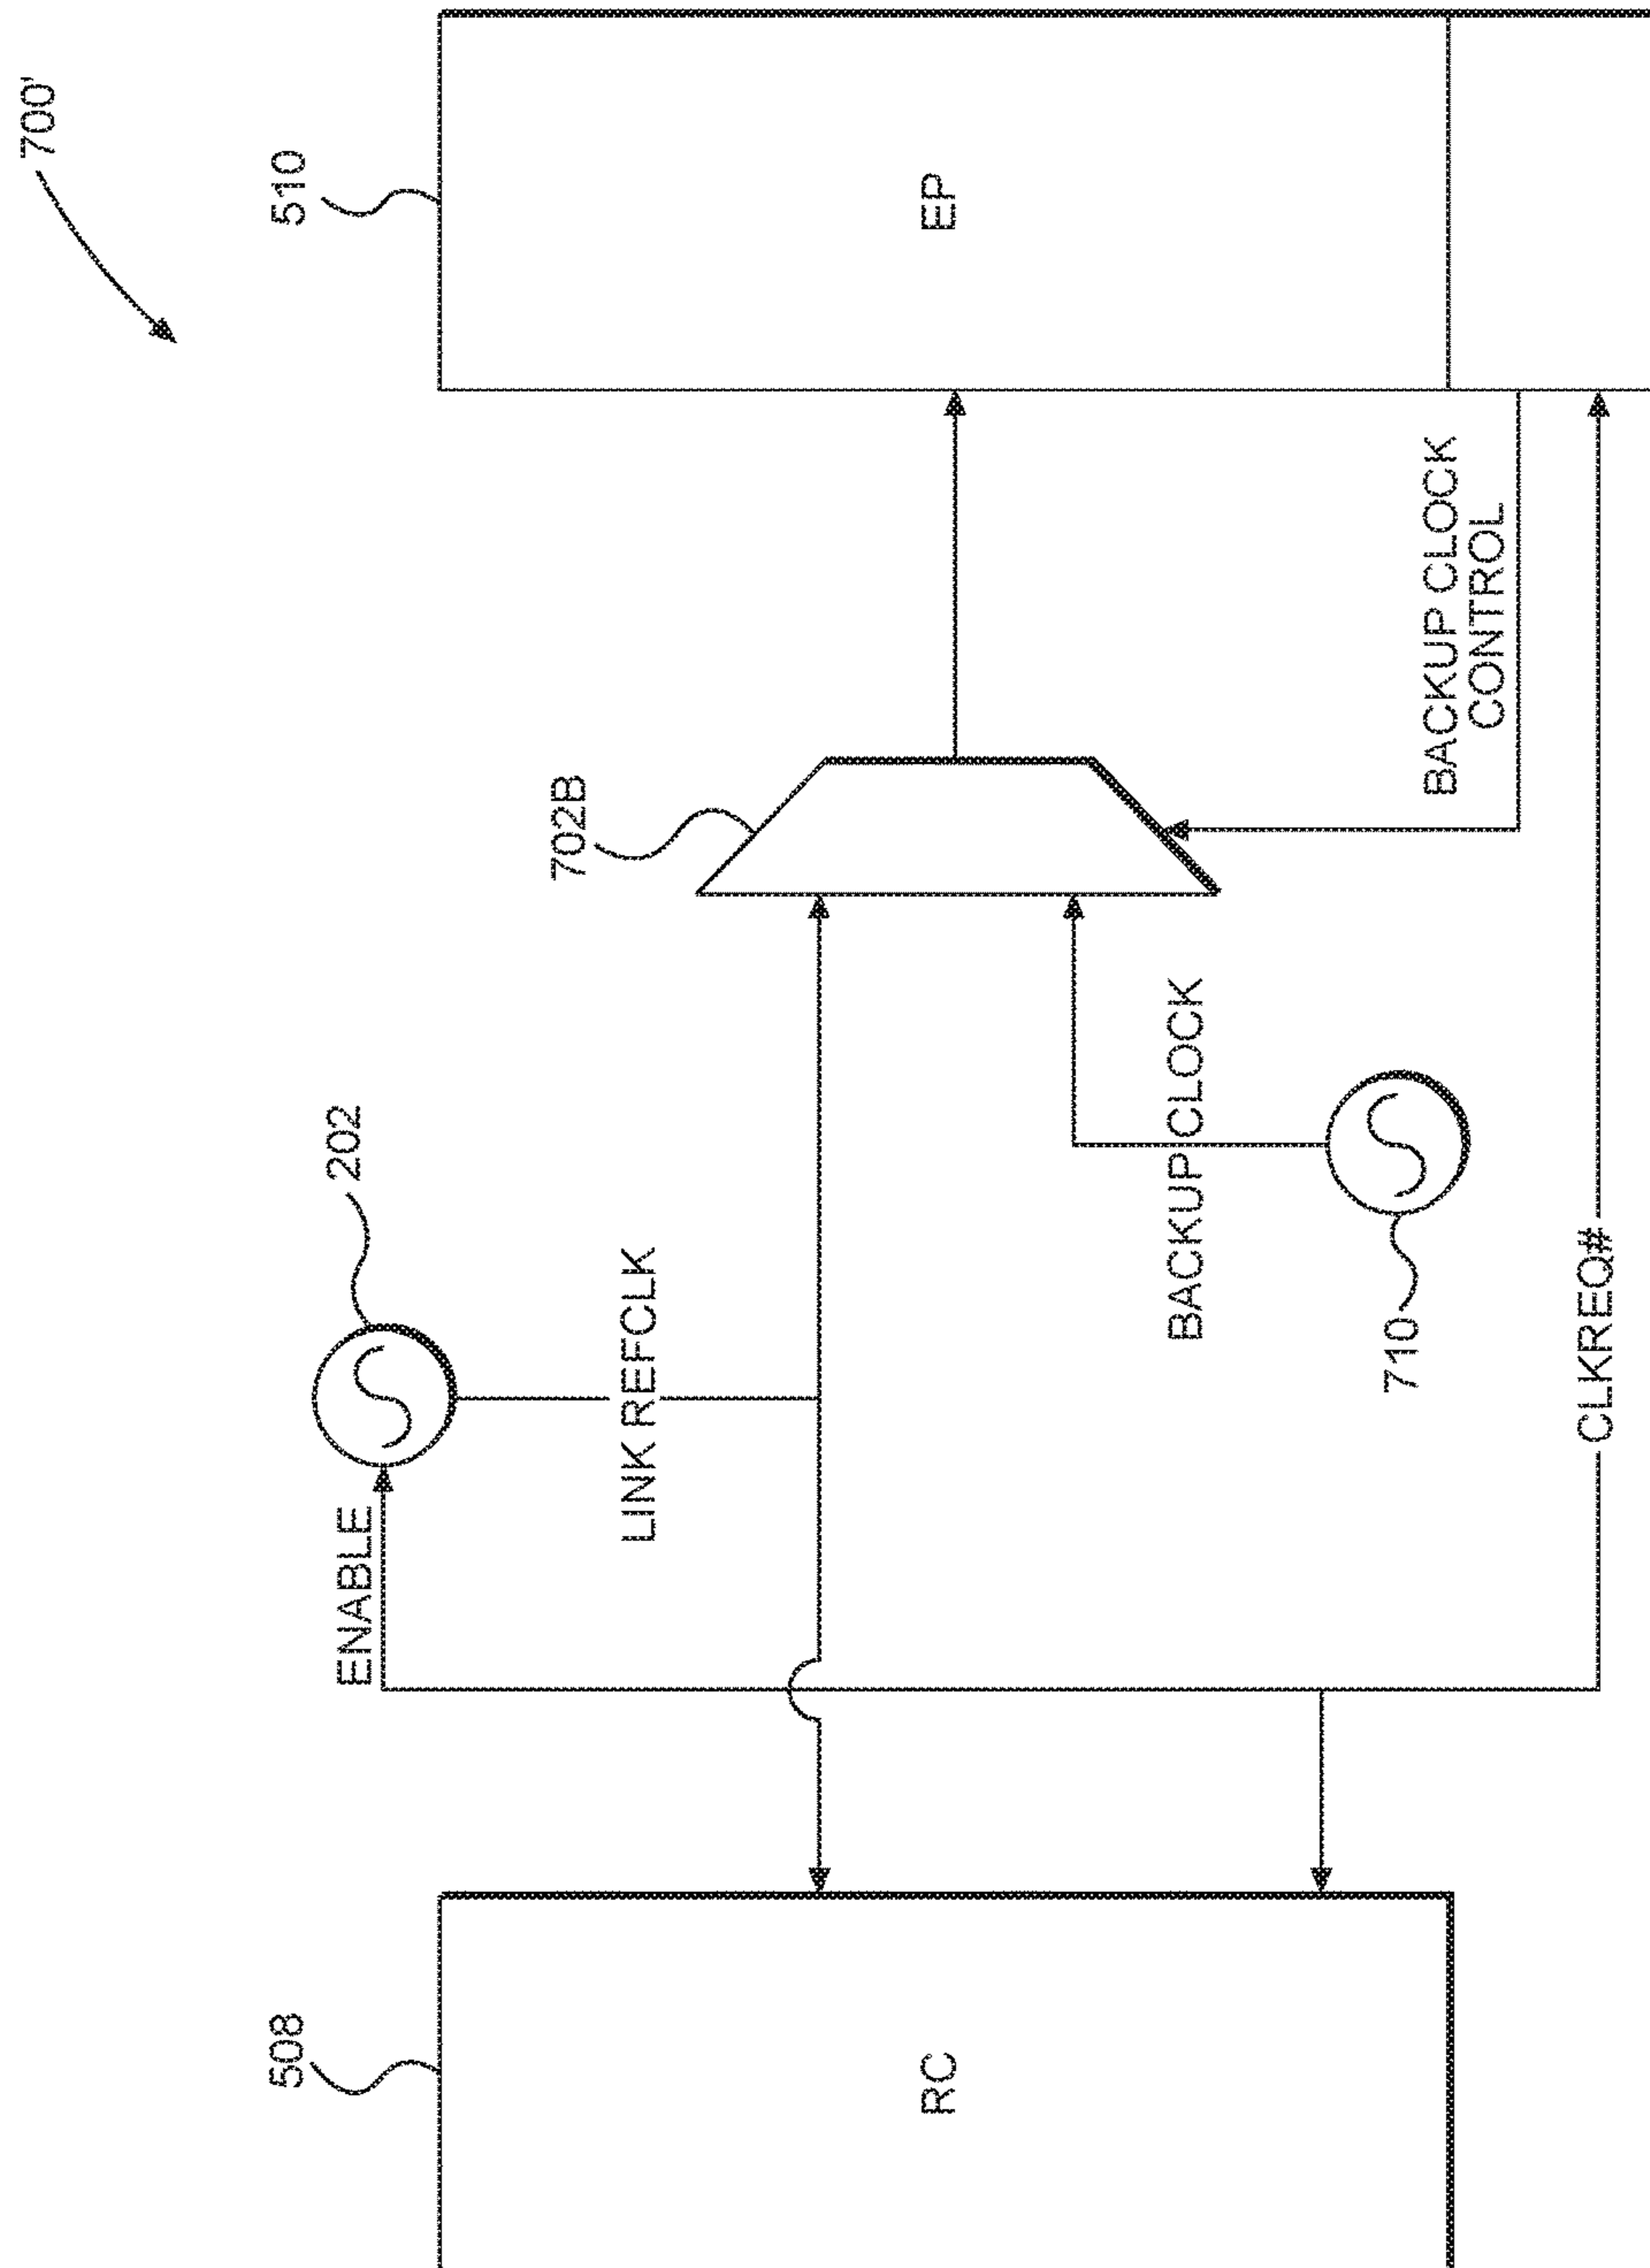 700'
510
EP
702B
BACKUP CLOCK
CONTROL
202
ENABLE
LINK REFCLK
BACKUP CLOCK
710
CLKREQ#
508
RC